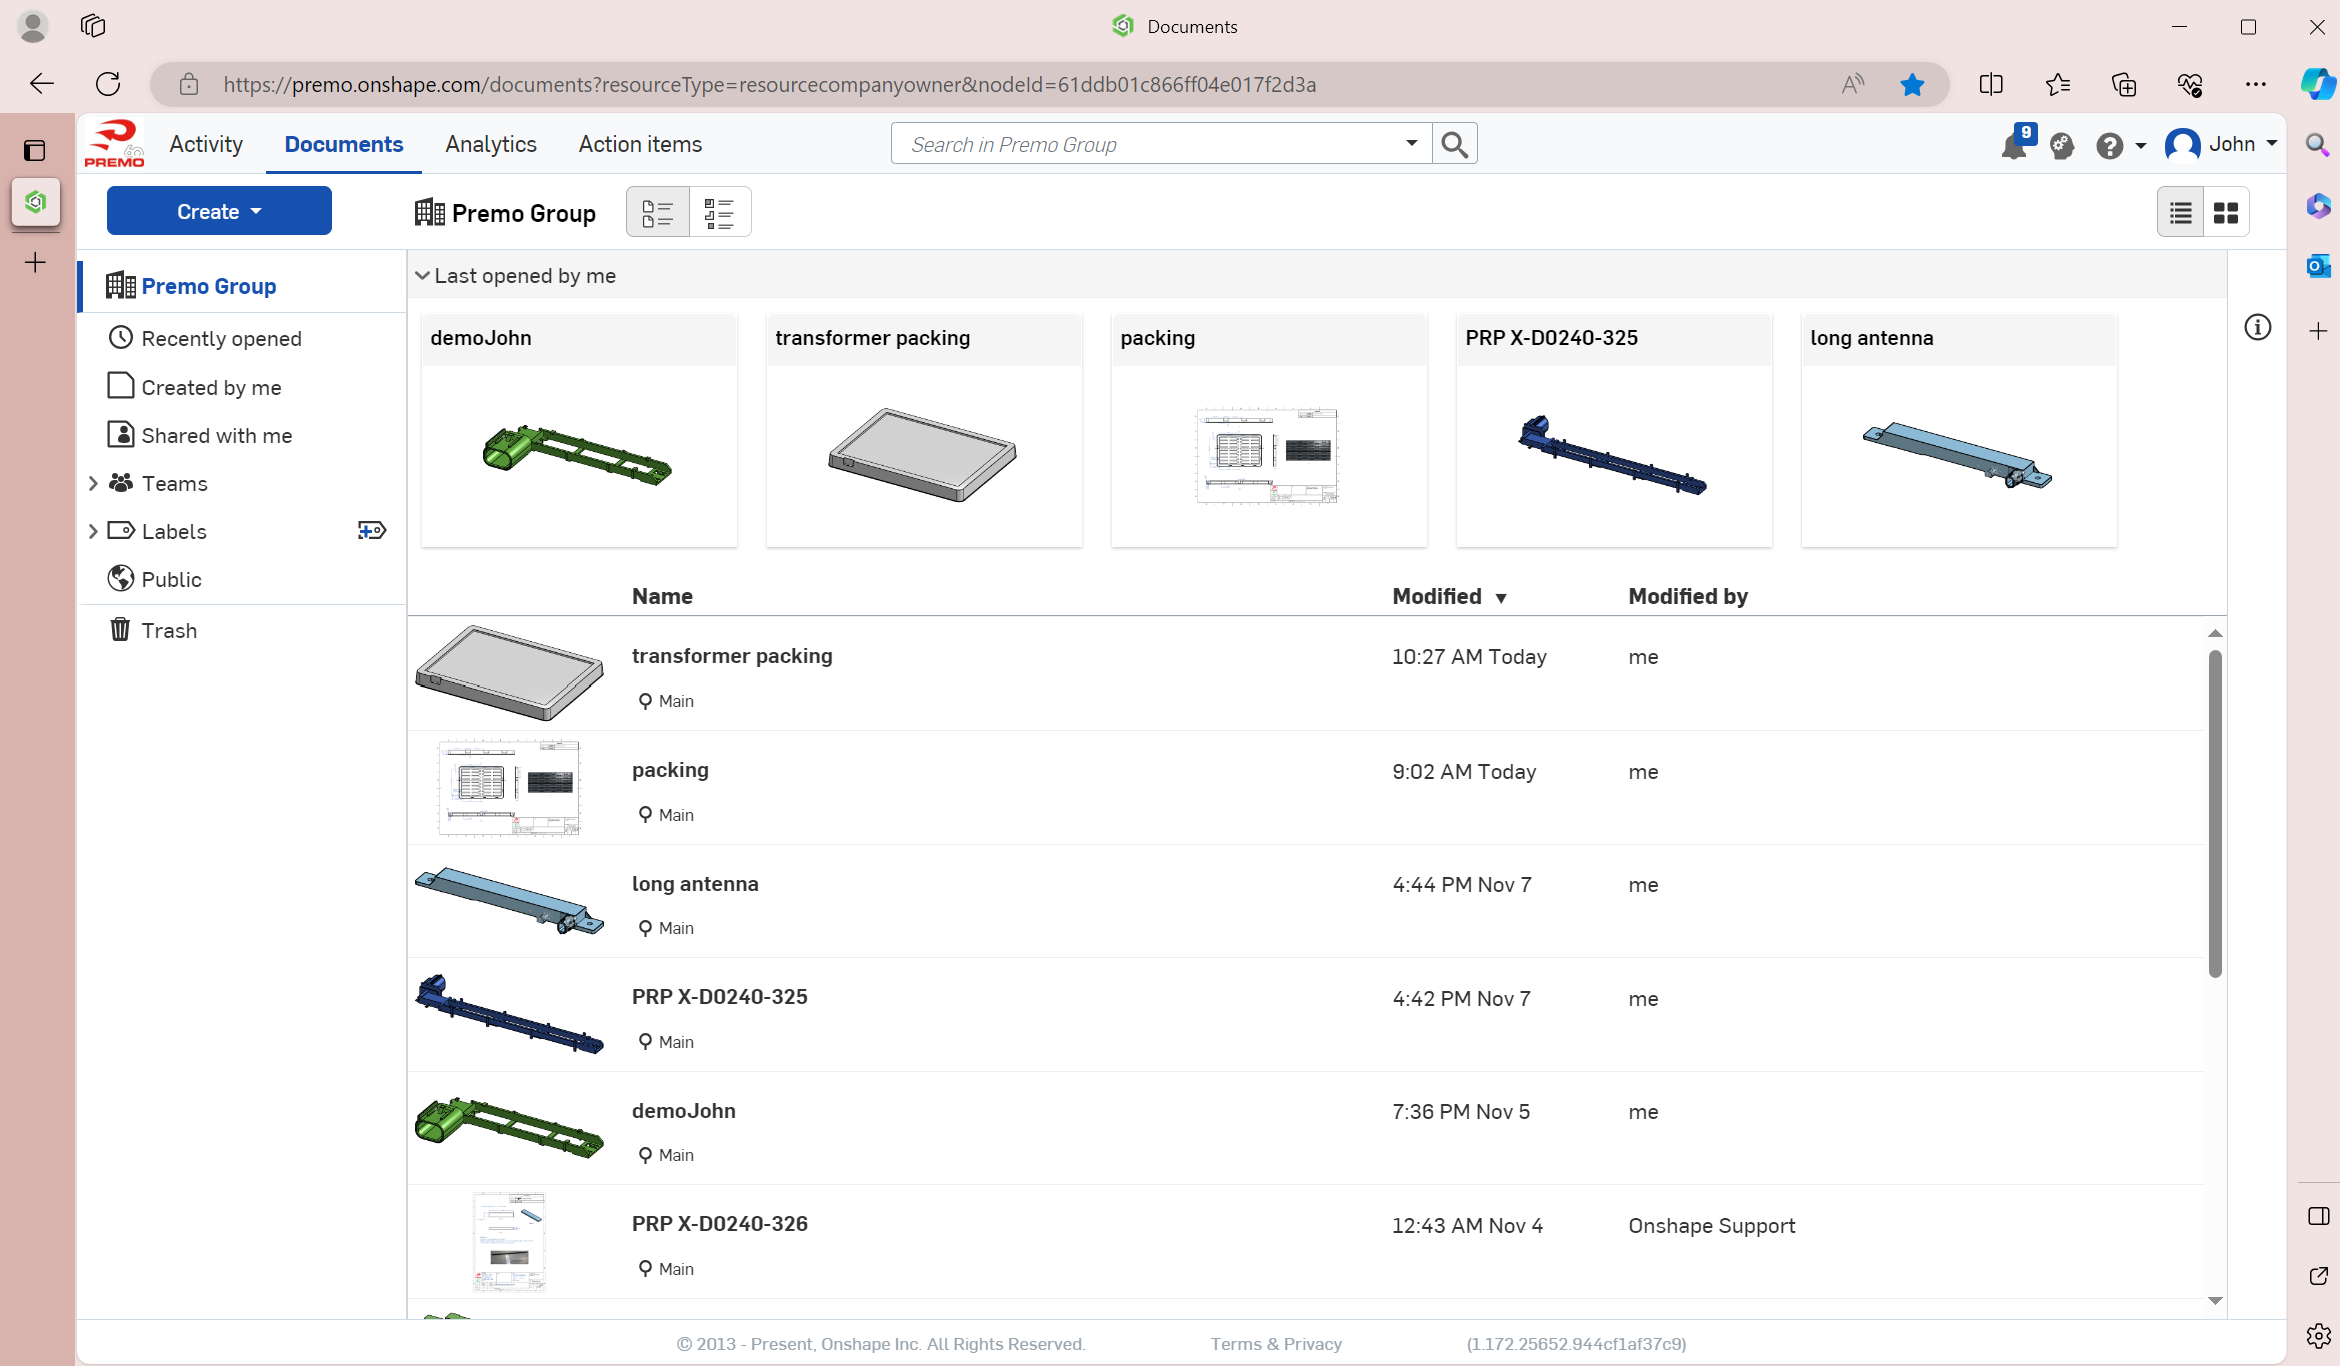 Documents
https://premo.onshape.com/documents?resourceType=resourcecompanyowner&nodeId=61ddb01c866ff04e017f2d3a
PREMO
60
Activity
Documents
Analytics
Action items
Search in Premo Group
9
John
Create
Premo Group
Premo Group
Recently opened
Created by me
Shared with me
Teams
Labels
Public
Trash
Last opened by me
demoJohn
transformer packing
packing
PRP X-D0240-325
long antenna
Name
Modified
Modified by
transformer packing
Main
10:27 AM Today
me
packing
Main
9:02 AM Today
me
long antenna
Main
4:44 PM Nov 7
me
PRP X-D0240-325
Main
4:42 PM Nov 7
me
demoJohn
Main
7:36 PM Nov 5
me
PRP X-D0240-326
Main
12:43 AM Nov 4
Onshape Support
© 2013 - Present, Onshape Inc. All Rights Reserved.
Terms & Privacy
(1.172.25652.944cf1af37c9)